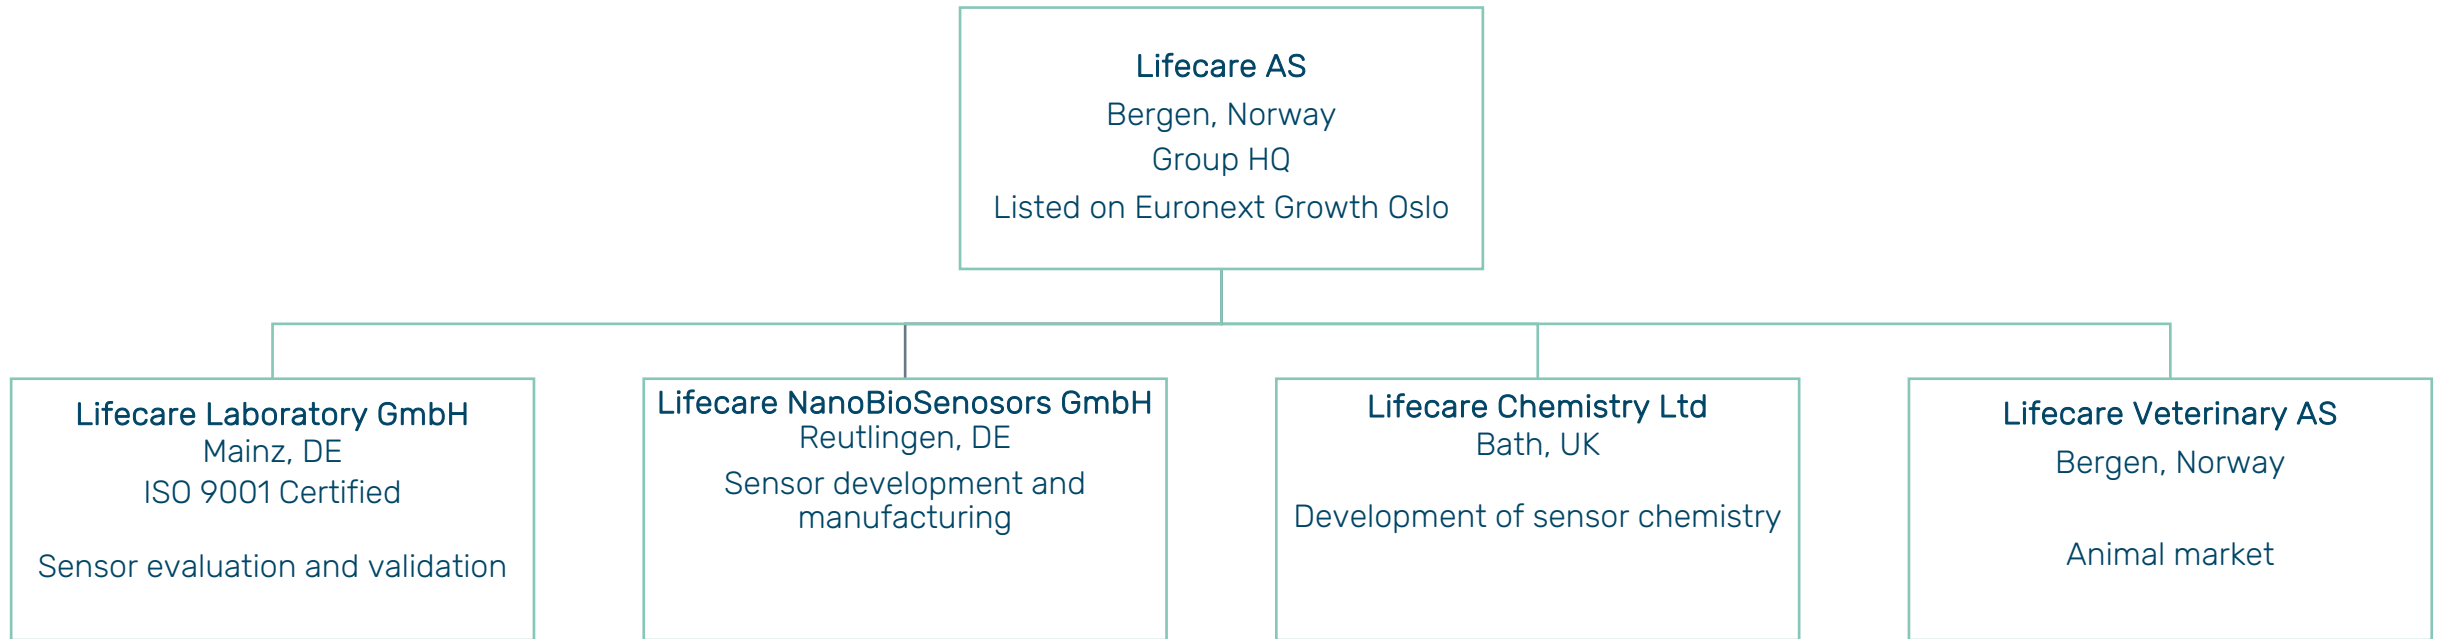 Lifecare AS
Bergen, Norway
Group HQ
Listed on Euronext Growth Oslo
Lifecare Laboratory GmbH
Mainz, DE
ISO 9001 Certified
Sensor evaluation and validation
Lifecare NanoBioSenosors GmbH
Reutlingen, DE
Sensor development and
manufacturing
Lifecare Chemistry Ltd
Bath, UK
Development of sensor chemistry
Lifecare Veterinary AS
Bergen, Norway
Animal market